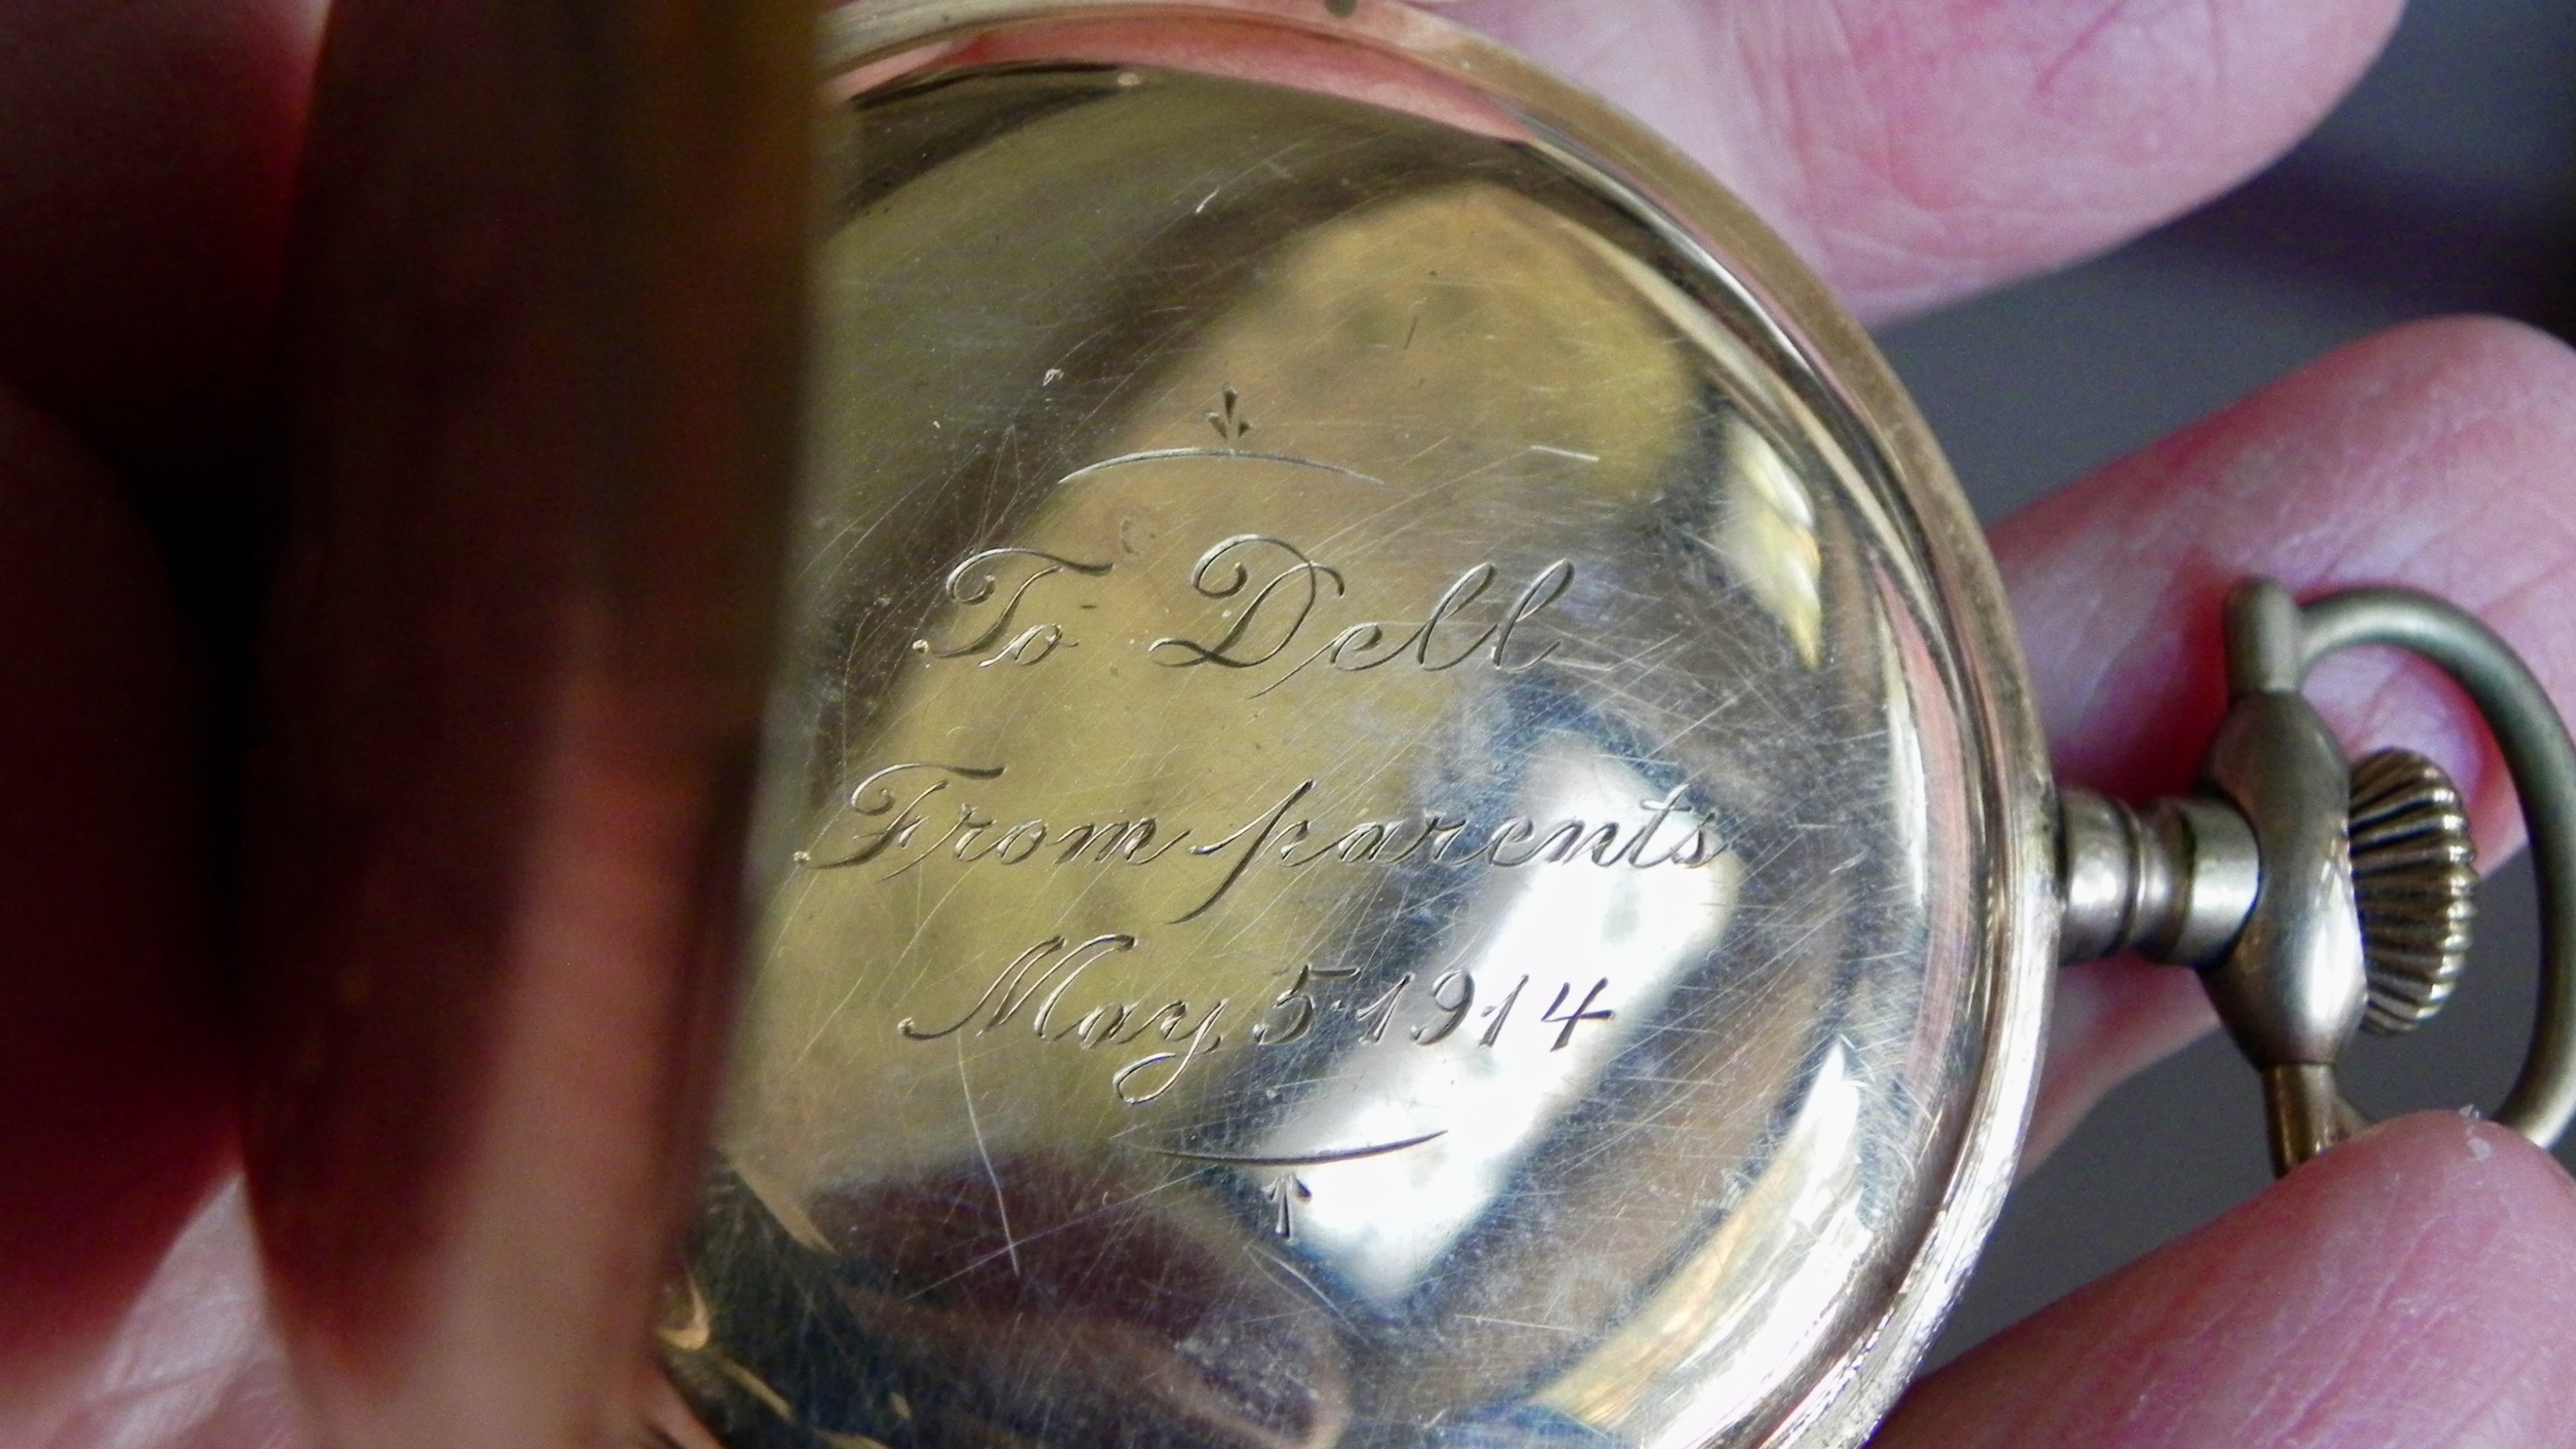 To Dell
From parents
May 5-1914